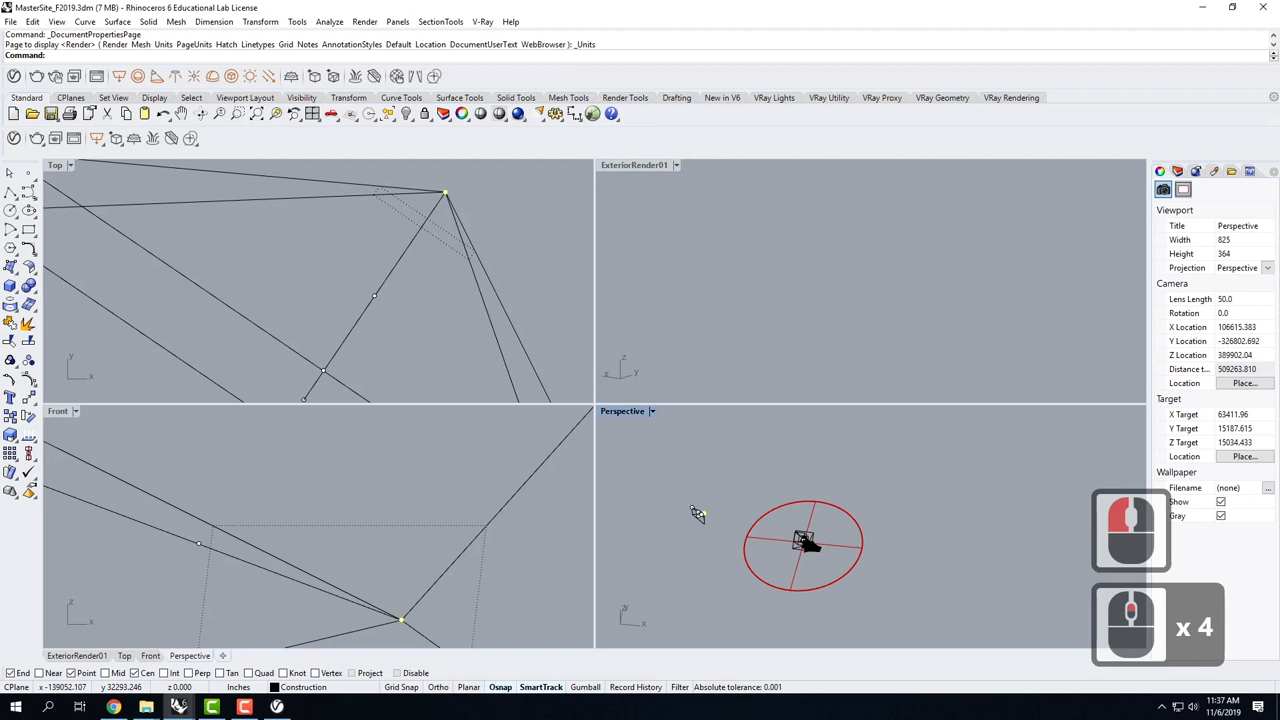 MasterSite_F2019.3dm (7 MB) - Rhinoceros 6 Educational Lab License
File Edit View Curve Surface Solid Mesh Dimension Transform Tools Analyze Render Panels SectionTools V-Ray Help
Command: _DocumentPropertiesPage
Page to display <Render> ( Render Mesh Units PageUnits Hatch Linetypes Grid Notes AnnotationStyles Default Location DocumentUserText WebBrowser ): _Units
Command:
Standard CPlanes Set View Display Select Viewport Layout Visibility Transform Curve Tools Surface Tools Solid Tools Mesh Tools Render Tools Drafting New in V6 VRay Lights VRay Utility VRay Proxy VRay Geometry VRay Rendering
Top
ExteriorRender01
y
x
z
x
y
Front
Perspective
z
x
y
x
Viewport
Title Perspective
Width 825
Height 364
Projection Perspective
Camera
Lens Length 50.0
Rotation 0.0
X Location 106615.383
Y Location -326802.692
Z Location 389902.04
Distance t... 509263.810
Location Place...
Target
X Target 63411.96
Y Target 15187.615
Z Target 15034.433
Location Place...
Wallpaper
Filename (none) ...
Show
Gray
x 4
ExteriorRender01 Top Front Perspective
End Near Point Mid Cen Int Perp Tan Quad Knot Vertex Project Disable
CPlane x -139052.107 y 32293.246 z 0.000 Inches Construction Grid Snap Ortho Planar Osnap SmartTrack Gumball Record History Filter Absolute tolerance: 0.001
11:37 AM
11/6/2019